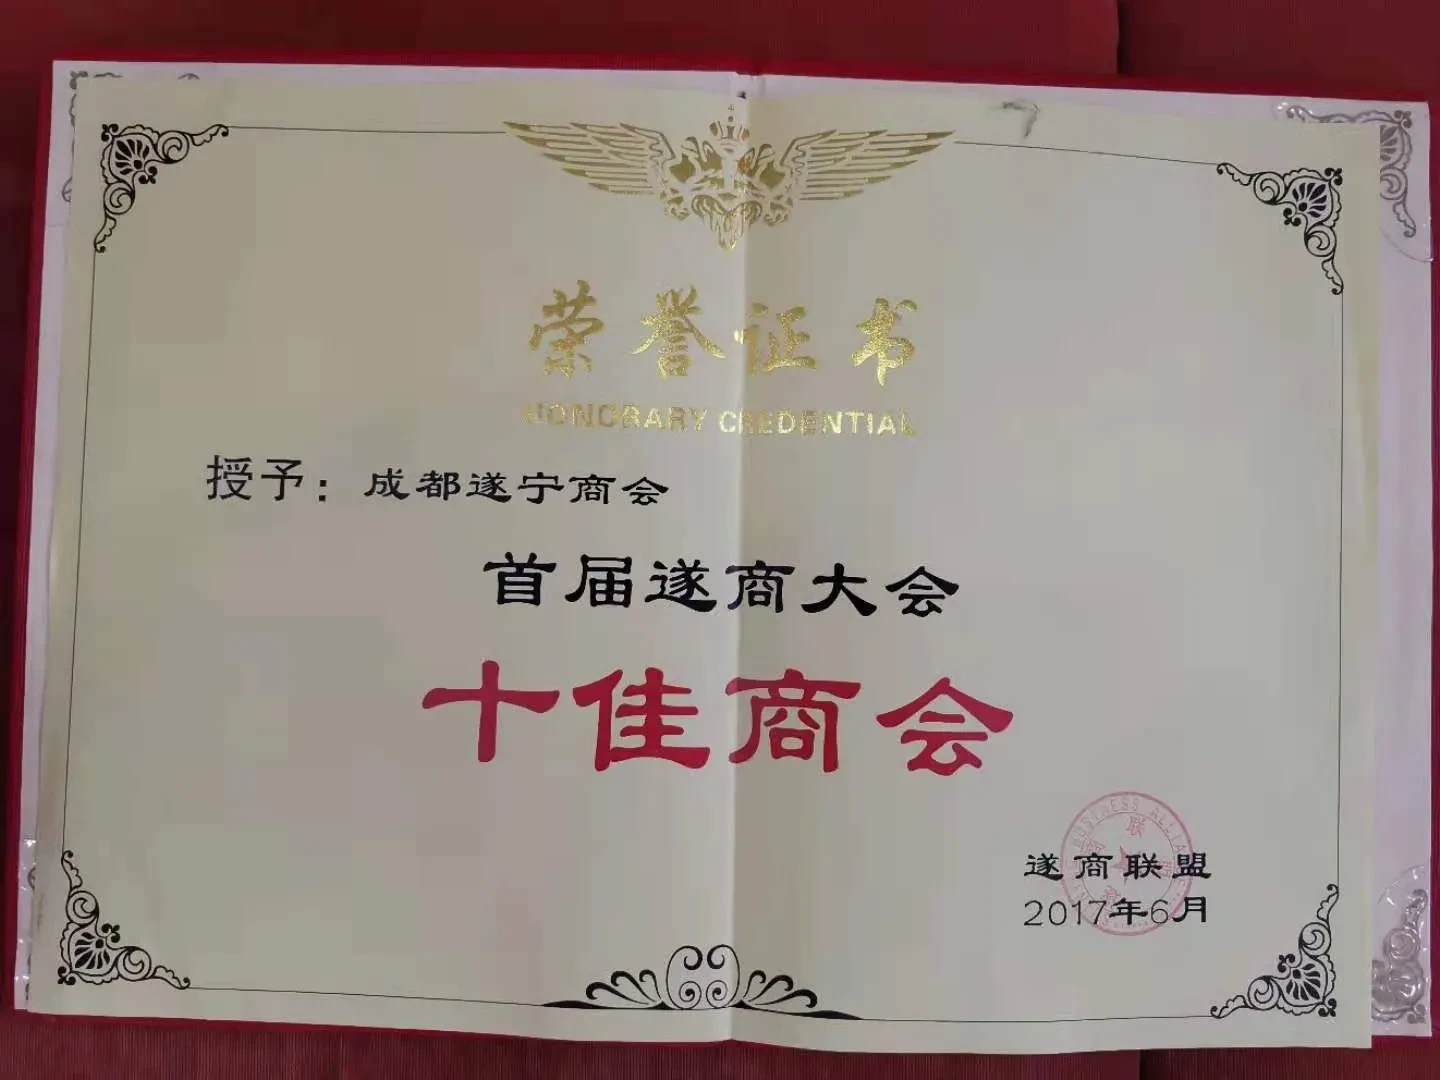 荣誉证书
HONORARY CREDENTIAL
授予：成都遂宁商会
首届遂商大会
十佳商会
遂商联盟
2017年6月